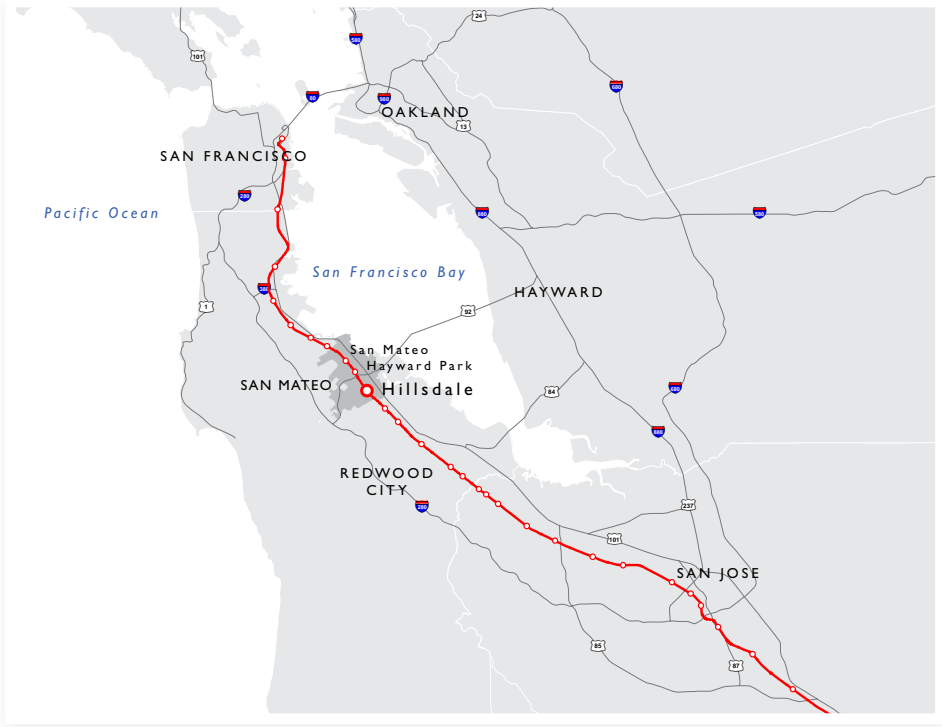 24
101
580
680
80
980
OAKLAND
13
SAN FRANCISCO
280
Pacific Ocean
880
580
San Francisco Bay
380
HAYWARD
1
92
San Mateo
Hayward Park
SAN MATEO
Hillsdale
84
680
880
REDWOOD
CITY
280
237
101
SAN JOSE
85
87